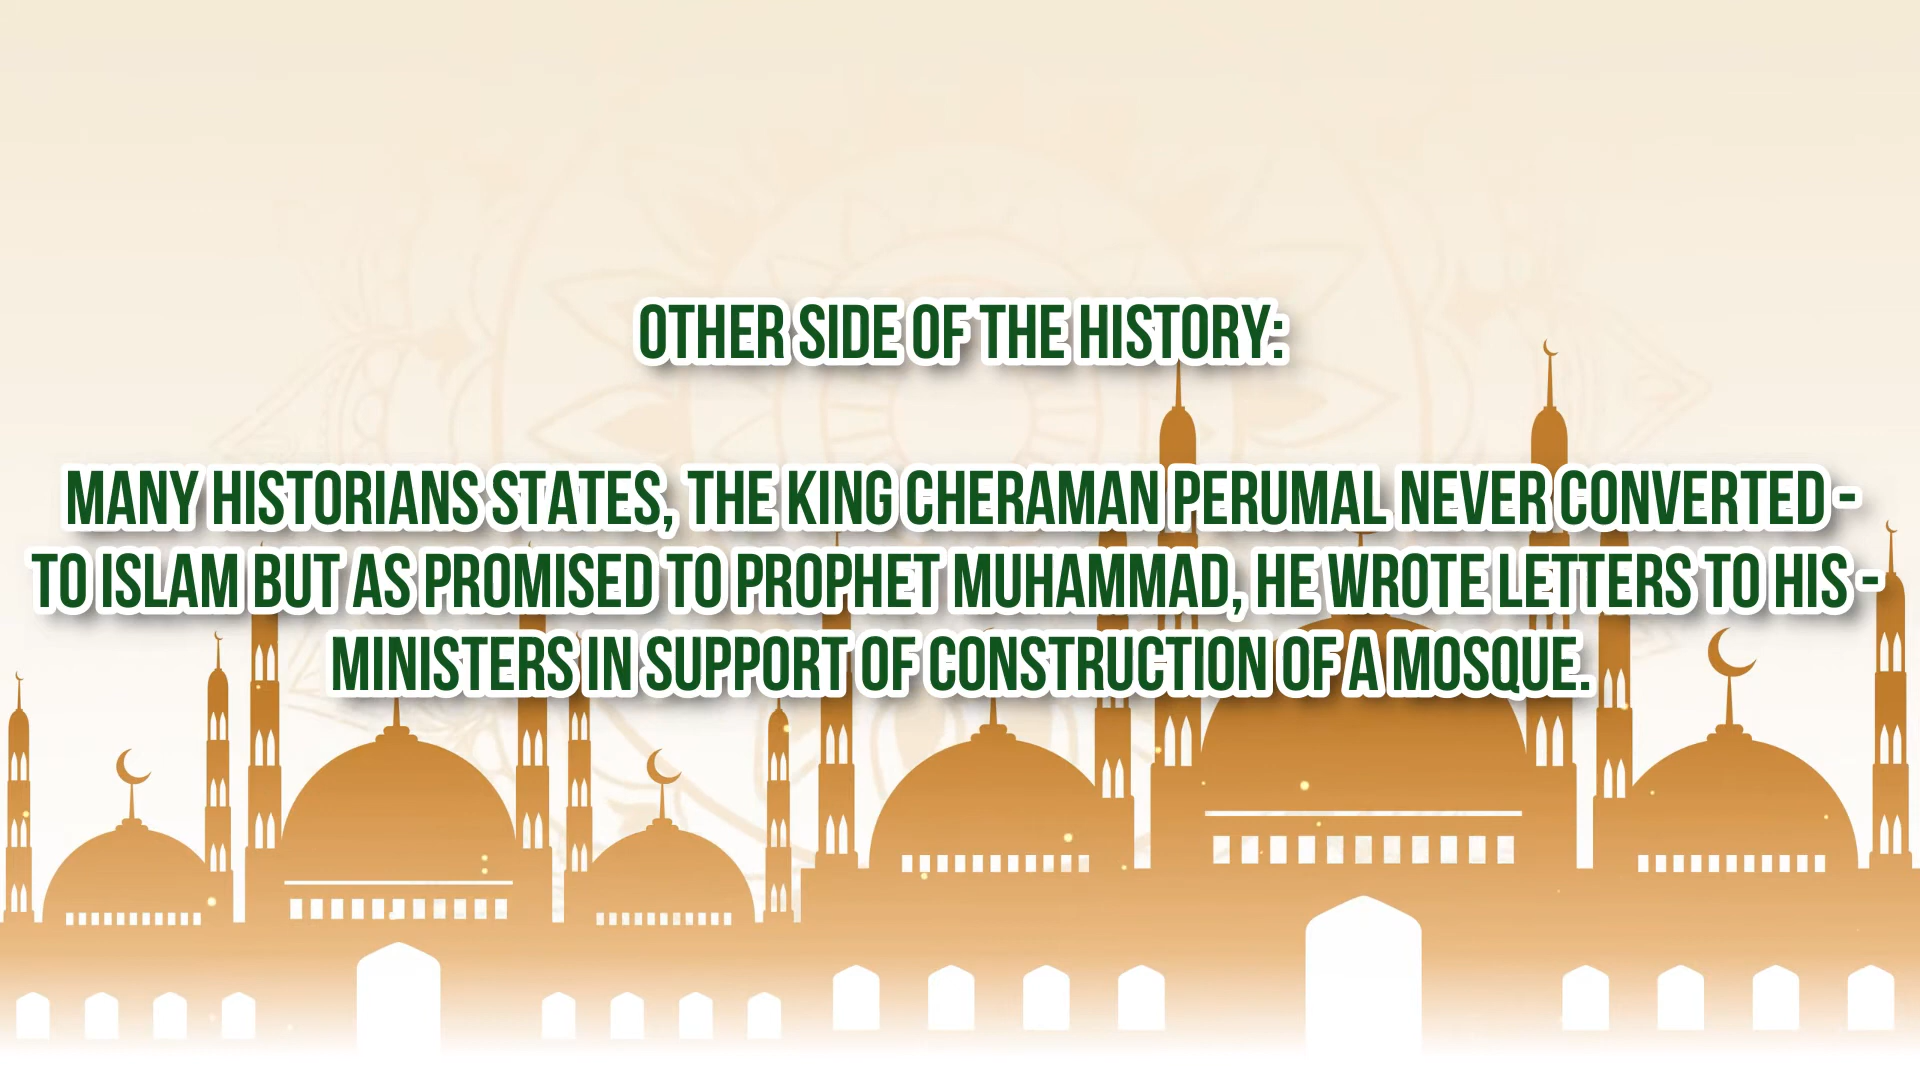 OTHER SIDE OF THE HISTORY:
MANY HISTORIANS STATES, THE KING CHERAMAN PERUMAL NEVER CONVERTED -
TO ISLAM BUT AS PROMISED TO PROPHET MUHAMMAD, HE WROTE LETTERS TO HIS -
MINISTERS IN SUPPORT OF CONSTRUCTION OF A MOSQUE.